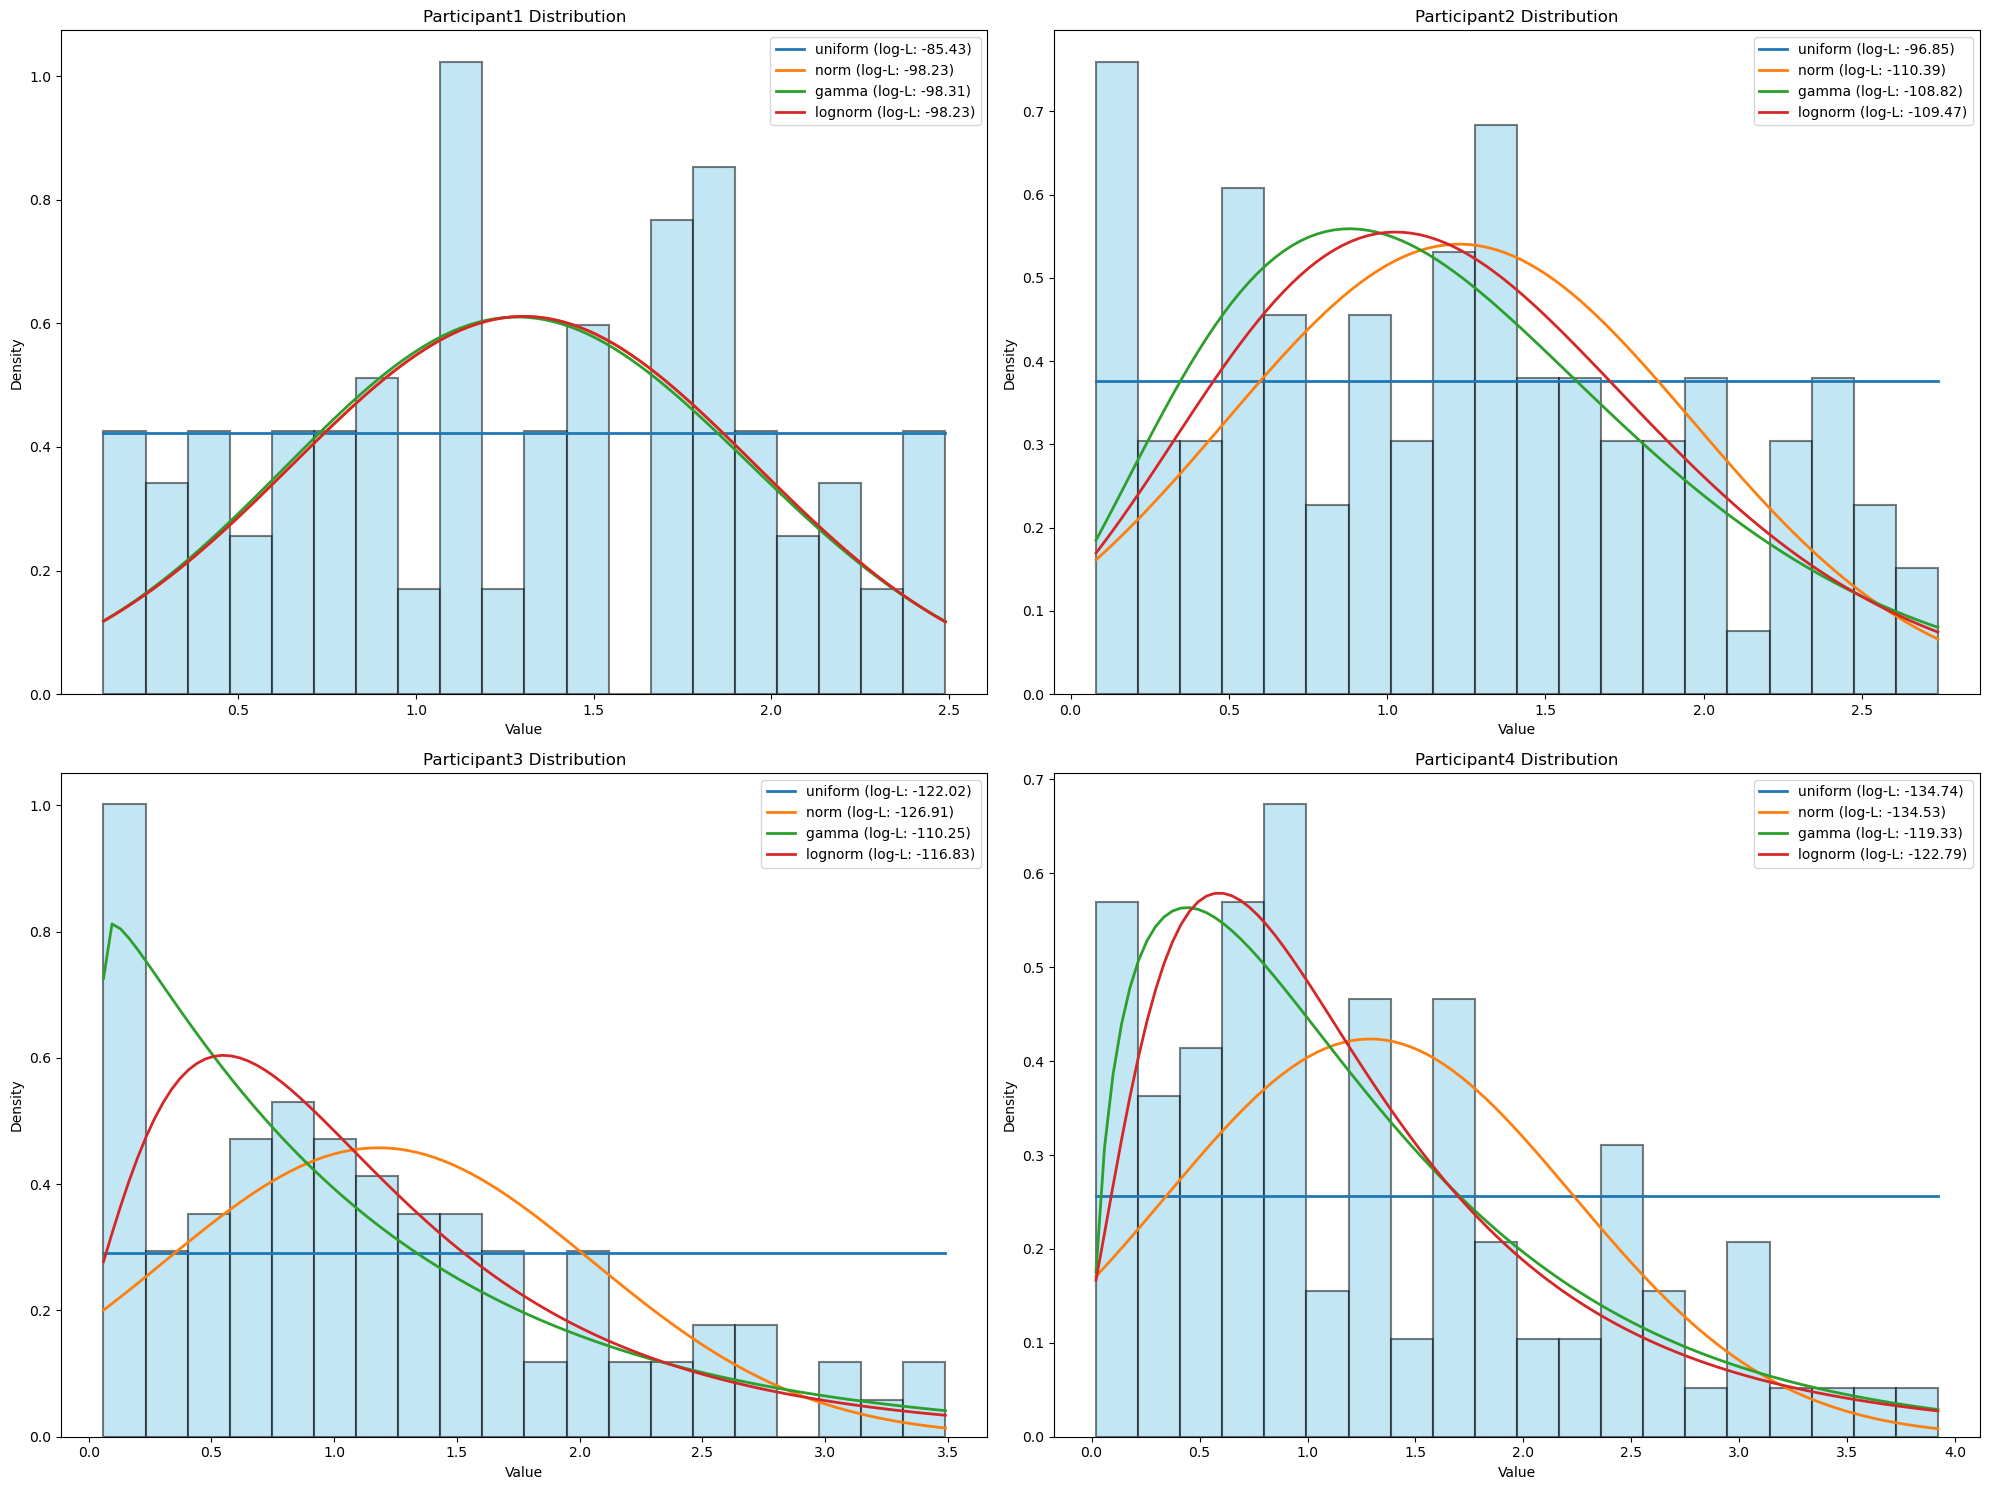 Participant1 Distribution
uniform (log-L: -85.43)
norm (log-L: -98.23)
gamma (log-L: -98.31)
lognorm (log-L: -98.23)
1.0
0.8
0.6
0.4
0.2
0.0
Density
0.5 1.0 1.5 2.0 2.5
Value
Participant2 Distribution
uniform (log-L: -96.85)
norm (log-L: -110.39)
gamma (log-L: -108.82)
lognorm (log-L: -109.47)
0.7
0.6
0.5
0.4
0.3
0.2
0.1
0.0
Density
0.0 0.5 1.0 1.5 2.0 2.5
Value
Participant3 Distribution
uniform (log-L: -122.02)
norm (log-L: -126.91)
gamma (log-L: -110.25)
lognorm (log-L: -116.83)
1.0
0.8
0.6
0.4
0.2
0.0
Density
0.0 0.5 1.0 1.5 2.0 2.5 3.0 3.5
Value
Participant4 Distribution
uniform (log-L: -134.74)
norm (log-L: -134.53)
gamma (log-L: -119.33)
lognorm (log-L: -122.79)
0.7
0.6
0.5
0.4
0.3
0.2
0.1
0.0
Density
0.0 0.5 1.0 1.5 2.0 2.5 3.0 3.5 4.0
Value